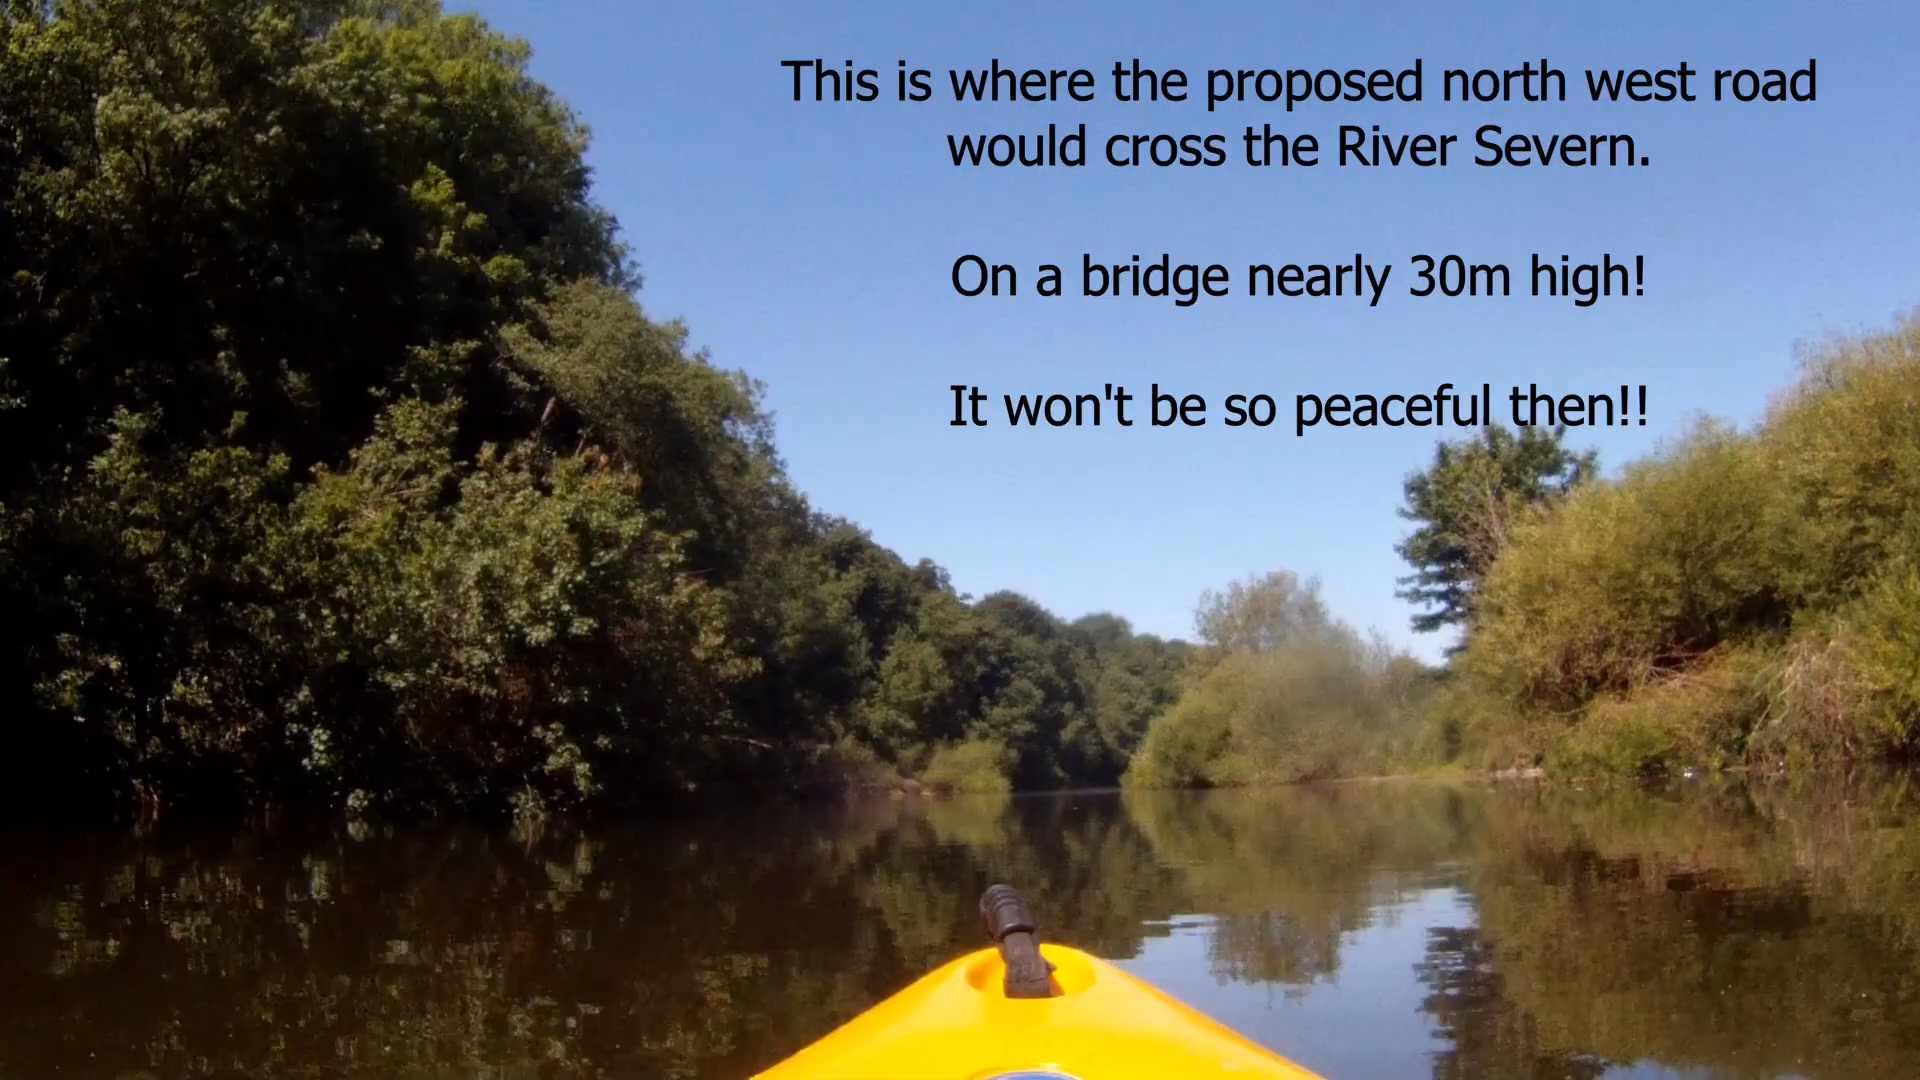 This is where the proposed north west road
would cross the River Severn.
On a bridge nearly 30m high!
It won't be so peaceful then!!